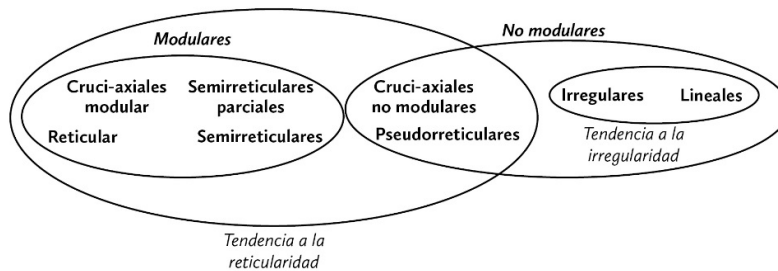 Modulares
No modulares
Cruci-axiales
modular
Semirreticulares
parciales
Reticular
Semirreticulares
Cruci-axiales
no modulares
Pseudorreticulares
Irregulares
Lineales
Tendencia a la
irregularidad
Tendencia a la
reticularidad